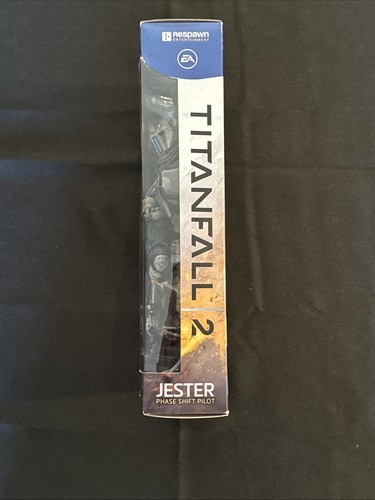 RESPAWN
ENTERTAINMENT
EA
TITANFALL 2
JESTER
PHASE SHIFT PILOT